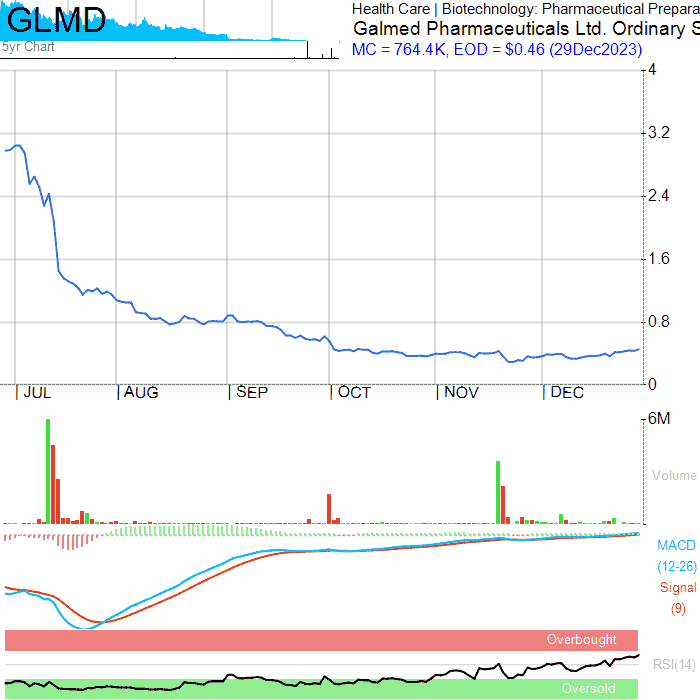 GLMD
5yr Chart
Health Care | Biotechnology: Pharmaceutical Prepara
Galmed Pharmaceuticals Ltd. Ordinary S
MC = 764.4K, EOD = $0.46 (29Dec2023)
4
3.2
2.4
1.6
0.8
0
JUL AUG SEP OCT NOV DEC
6M
Volume
MACD
(12-26)
Signal
(9)
Overbought
RSI(14)
Oversold